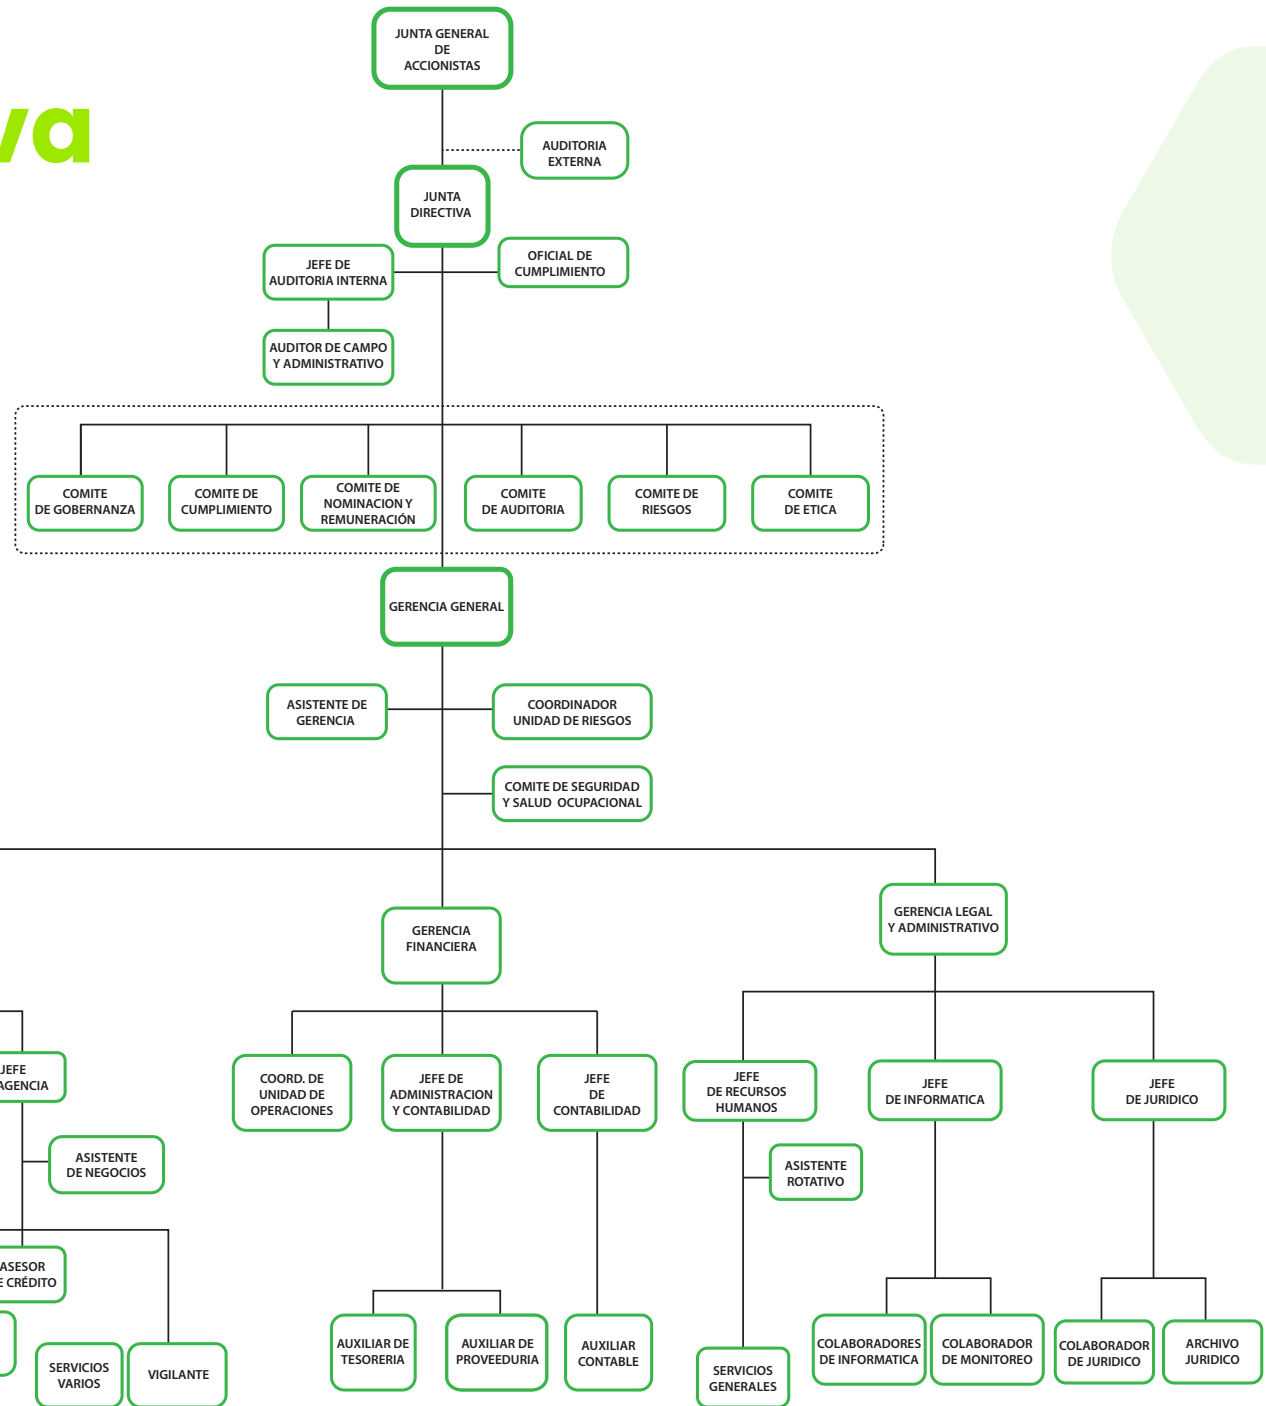 JUNTA GENERAL
DE
ACCIONISTAS
va
AUDITORIA
EXTERNA
JUNTA
DIRECTIVA
JEFE DE
AUDITORIA INTERNA
OFICIAL DE
CUMPLIMIENTO
AUDITOR DE CAMPO
Y ADMINISTRATIVO
COMITE
DE GOBERNANZA
COMITE DE
CUMPLIMIENTO
COMITE DE
NOMINACION Y
REMUNERACIÓN
COMITE
DE AUDITORIA
COMITE DE
RIESGOS
COMITE
DE ETICA
GERENCIA GENERAL
ASISTENTE DE
GERENCIA
COORDINADOR
UNIDAD DE RIESGOS
COMITE DE SEGURIDAD
Y SALUD OCUPACIONAL
GERENCIA
FINANCIERA
GERENCIA LEGAL
Y ADMINISTRATIVO
JEFE
AGENCIA
COORD. DE
UNIDAD DE
OPERACIONES
JEFE DE
ADMINISTRACION
Y CONTABILIDAD
JEFE
DE
CONTABILIDAD
JEFE
DE RECURSOS
HUMANOS
JEFE
DE INFORMATICA
JEFE
DE JURIDICO
ASISTENTE
DE NEGOCIOS
ASISTENTE
ROTATIVO
ASESOR
E CRÉDITO
SERVICIOS
VARIOS
VIGILANTE
AUXILIAR DE
TESORERIA
AUXILIAR DE
PROVEEDURIA
AUXILIAR
CONTABLE
SERVICIOS
GENERALES
COLABORADORES
DE INFORMATICA
COLABORADOR
DE MONITOREO
COLABORADOR
DE JURIDICO
ARCHIVO
JURIDICO